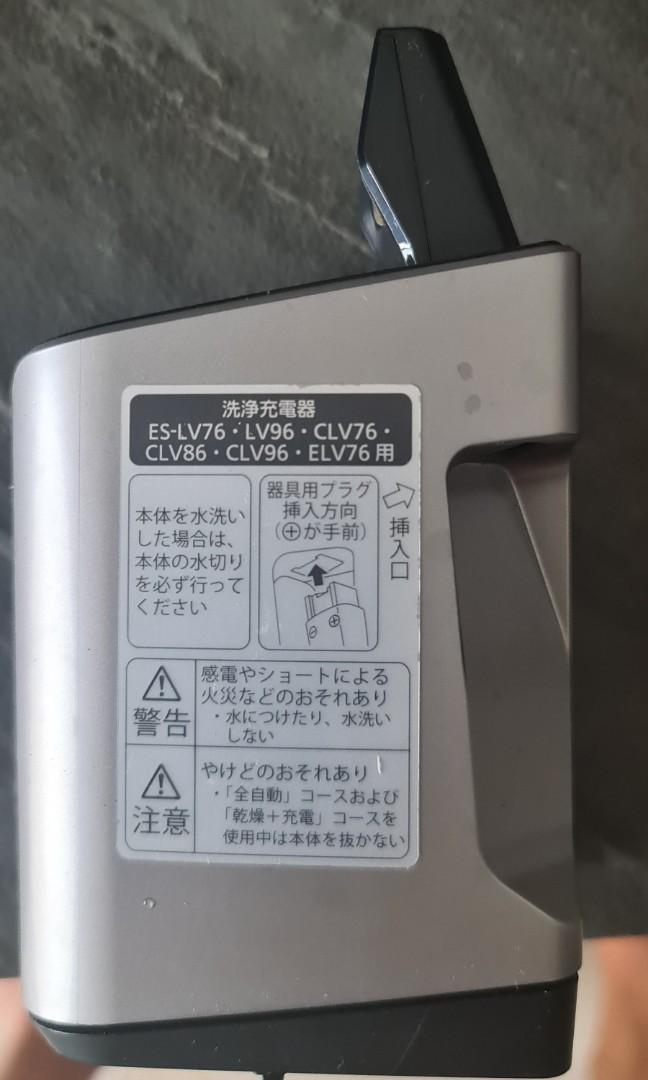 洗浄充電器
ES-LV76・LV96・CLV76・
CLV86・CLV96・ELV76 用
本体を水洗い
した場合は、
本体の水切り
を必ず行って
ください
器具用プラグ
挿入方向
(⊕が手前)
挿入口
⊖ ⊕
警告
感電やショートによる
火災などのおそれあり
・水につけたり、水洗い
しない
注意
やけどのおそれあり
・「全自動」コースおよび
「乾燥+充電」コースを
使用中は本体を抜かない